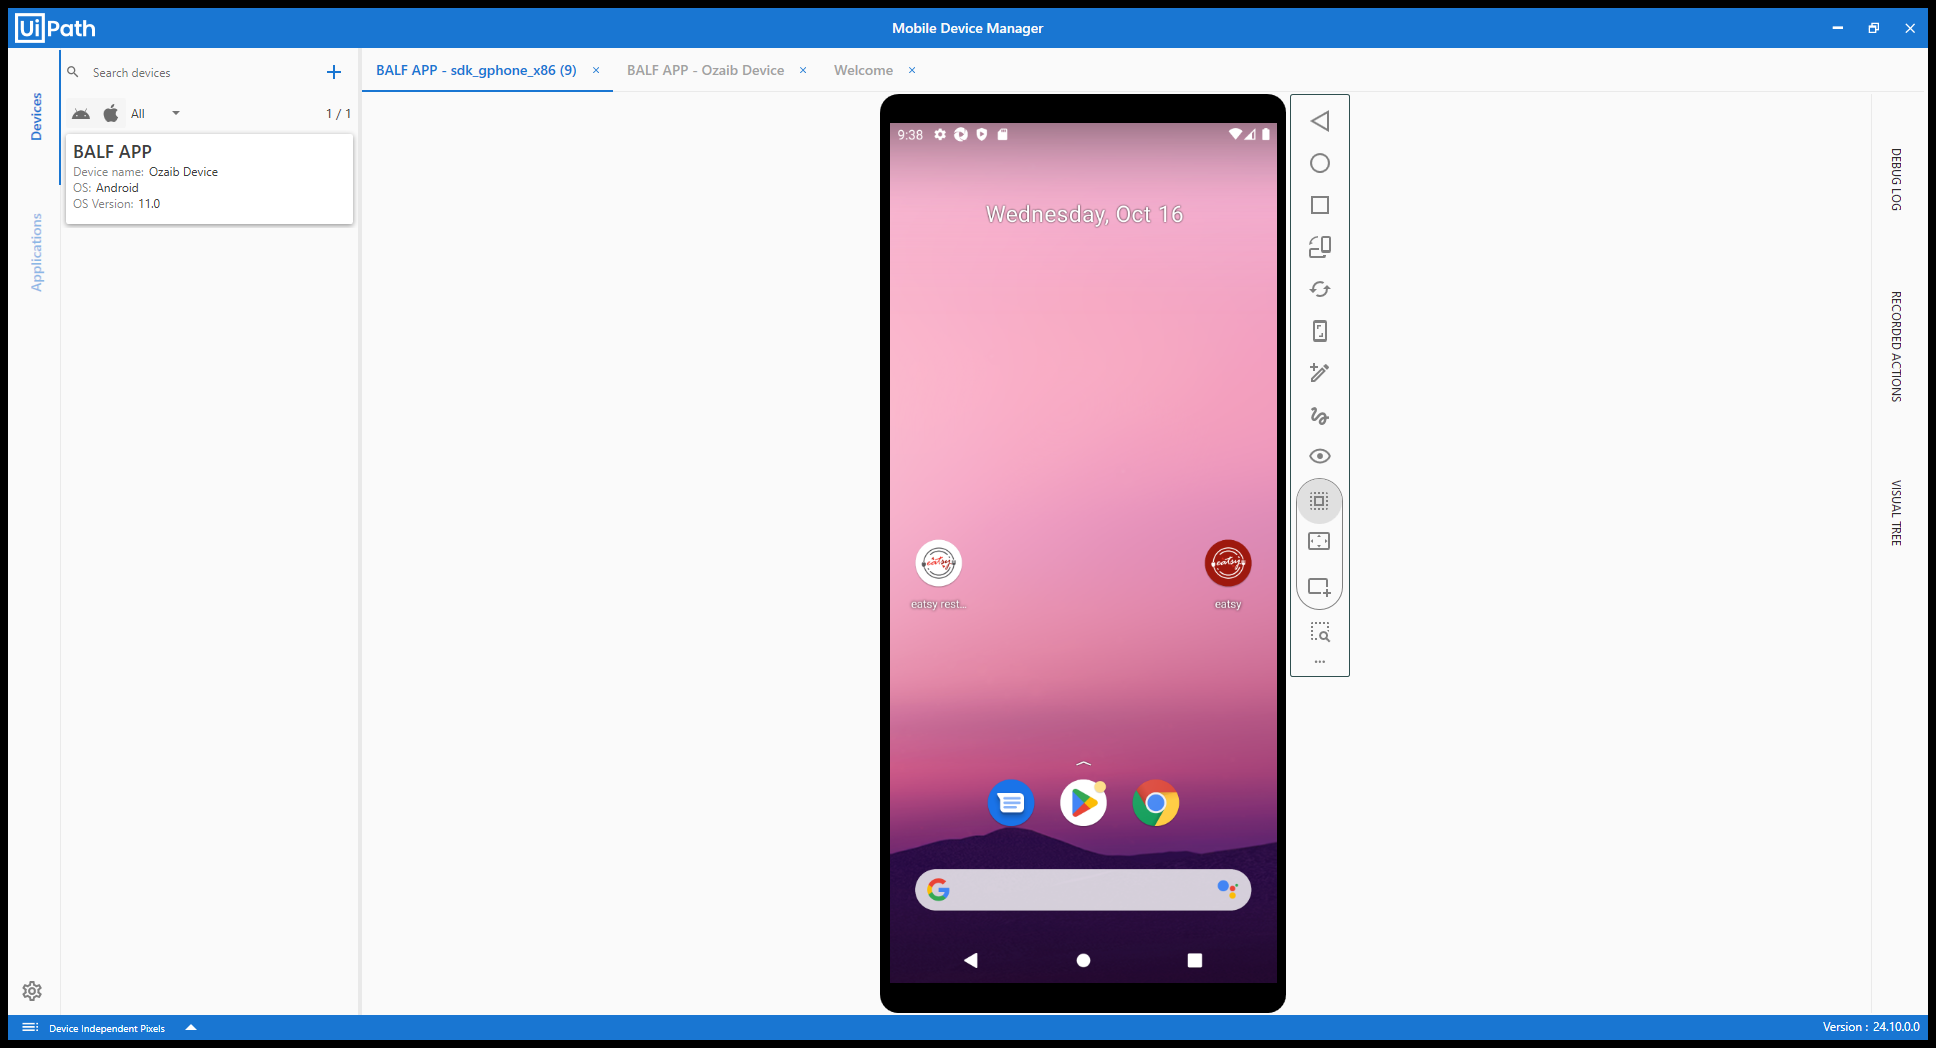 UiPath
Mobile Device Manager
Devices
Applications
Search devices
All
1 / 1
BALF APP
Device name: Ozaib Device
OS: Android
OS Version: 11.0
BALF APP - sdk_gphone_x86 (9)
BALF APP - Ozaib Device
Welcome
9:38
Wednesday, Oct 16
eatsy
eatsy
eatsy rest...
eatsy
DEBUG LOG
RECORDED ACTIONS
VISUAL TREE
Device Independent Pixels
Version : 24.10.0.0